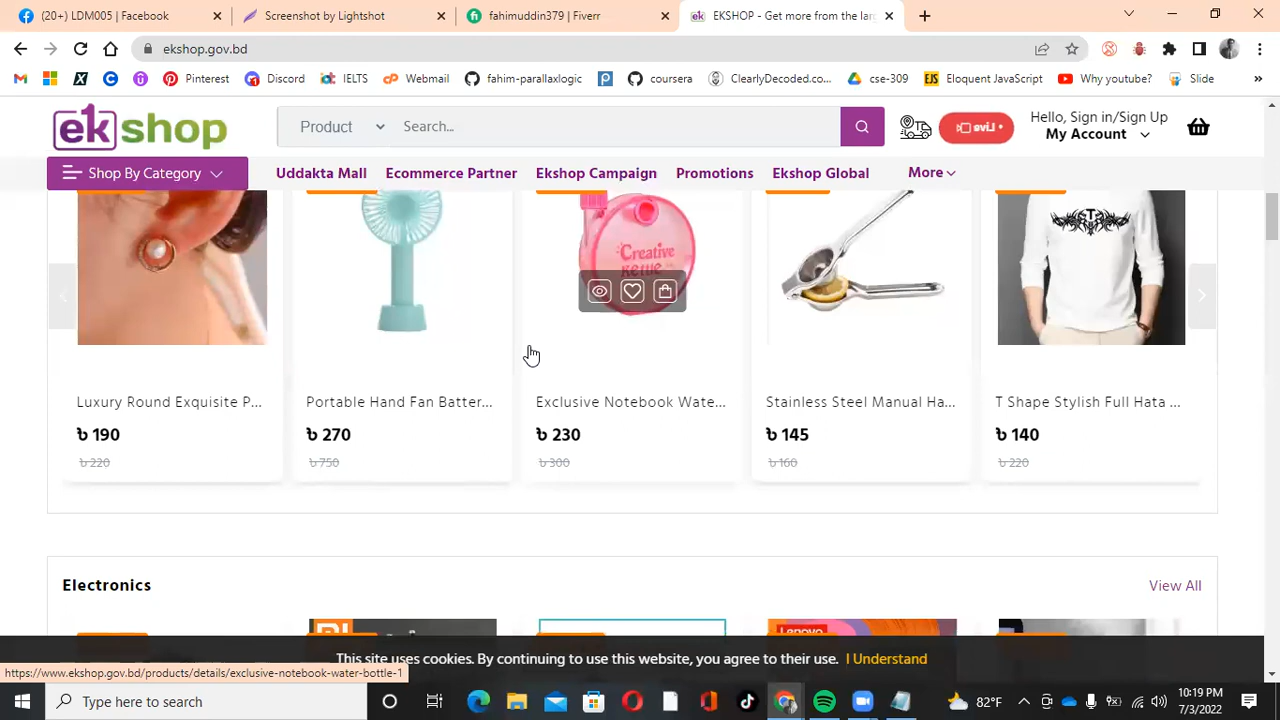 (20+) LDM005 | Facebook
Screenshot by Lightshot
fahimuddin379 | Fiverr
EKSHOP - Get more from the lar
ekshop.gov.bd
Pinterest
Discord
IELTS
Webmail
fahim-parallaxlogic
coursera
ClearlyDecoded.co...
cse-309
EJS
Eloquent JavaScript
Why youtube?
Slide
»
ekshop
Product
Search...
Live
Hello, Sign in/Sign Up
My Account
Shop By Category
Uddakta Mall
Ecommerce Partner
Ekshop Campaign
Promotions
Ekshop Global
More
Creative
Luxury Round Exquisite P...
Portable Hand Fan Batter...
Exclusive Notebook Wate...
Stainless Steel Manual Ha...
T Shape Stylish Full Hata ...
৳ 190
৳ 270
৳ 230
৳ 145
৳ 140
৳ 220
৳ 750
৳ 300
৳ 160
৳ 220
Electronics
View All
Lenovo
This site uses cookies. By continuing to use this website, you agree to their use. I Understand
https://www.ekshop.gov.bd/products/details/exclusive-notebook-water-bottle-1
Type here to search
82°F
10:19 PM
7/3/2022